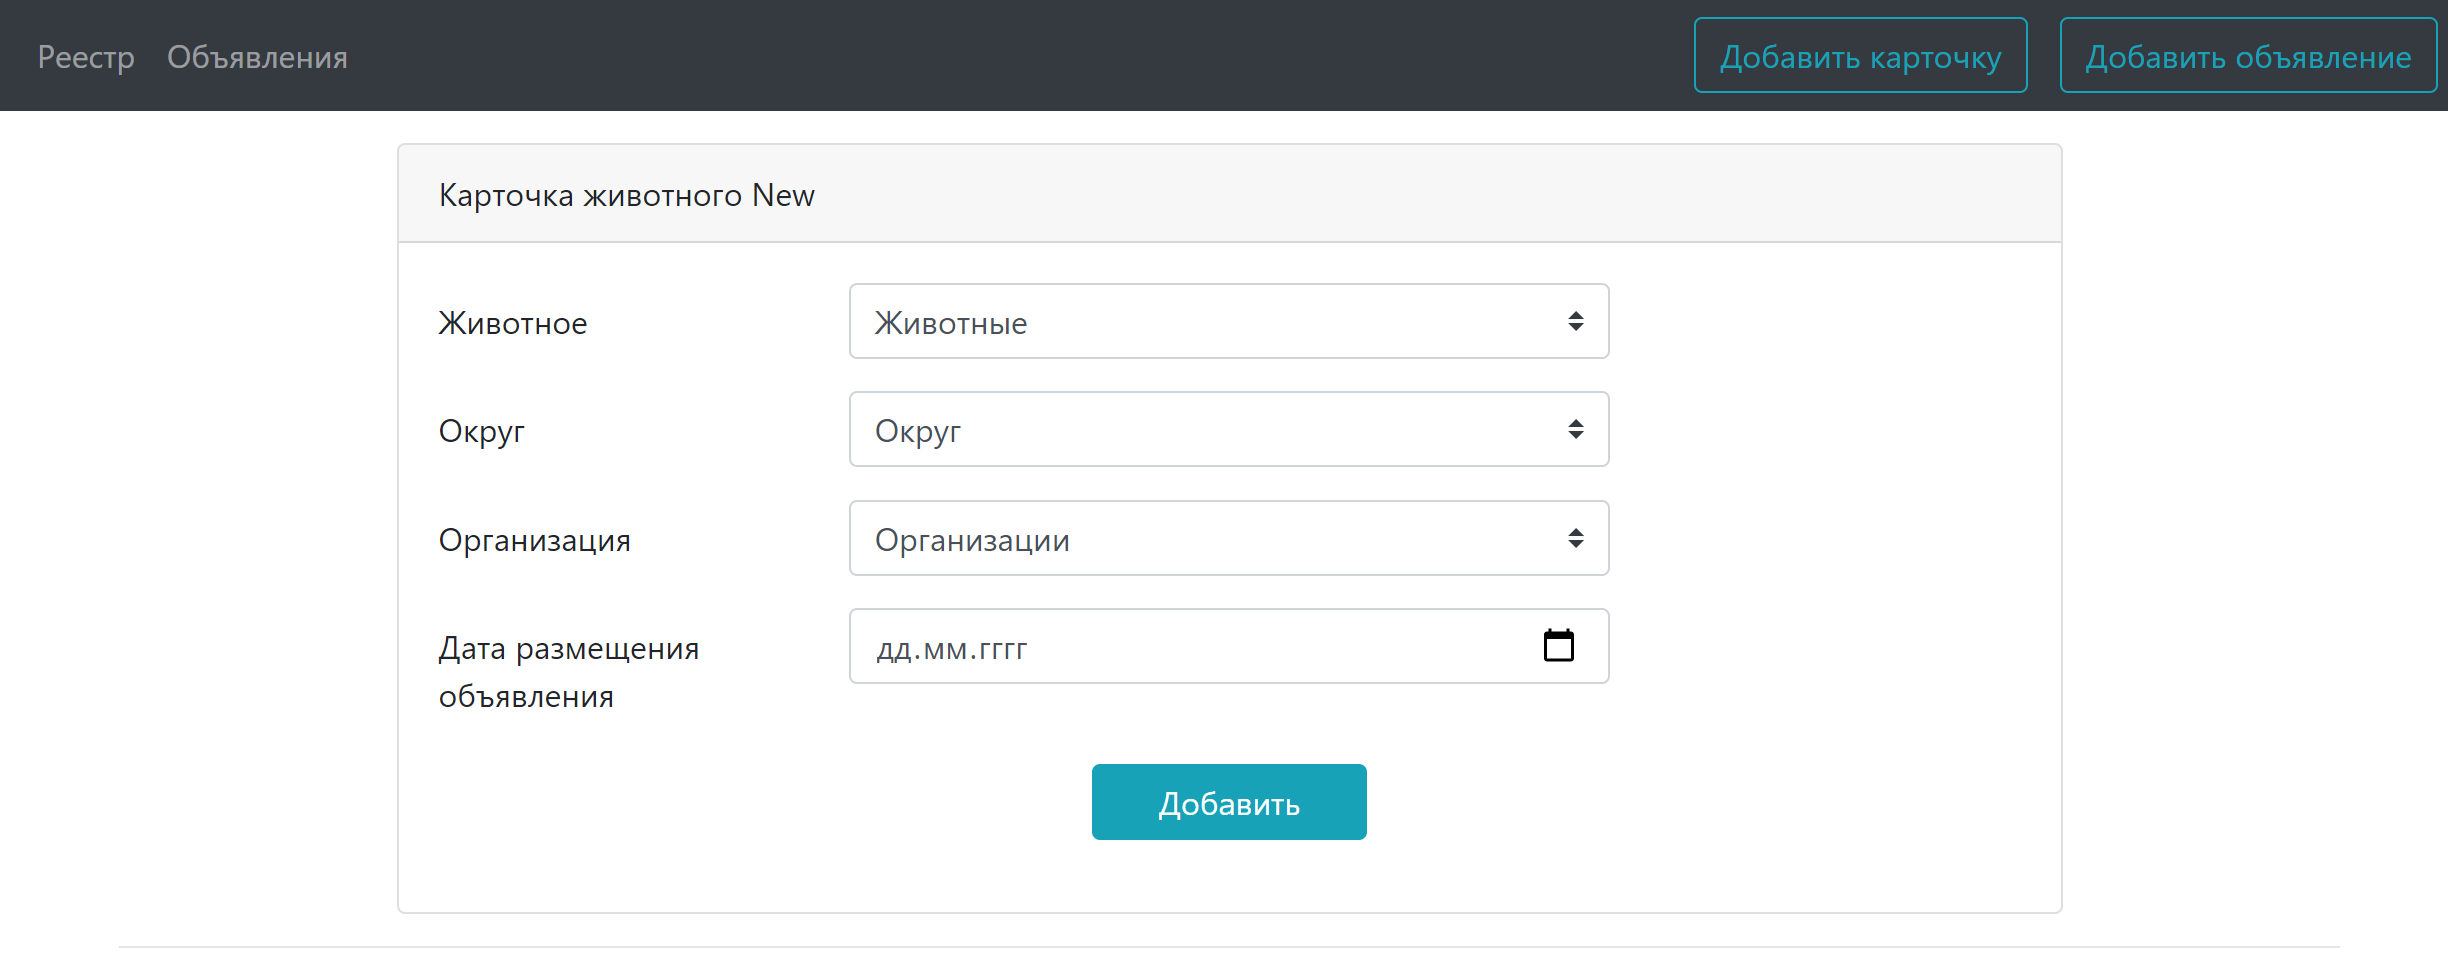 Реестр Объявления Добавить карточку Добавить объявление
Карточка животного New
Животное Животные
Округ Округ
Организация Организации
Дата размещения дд.мм.гггг
объявления
Добавить